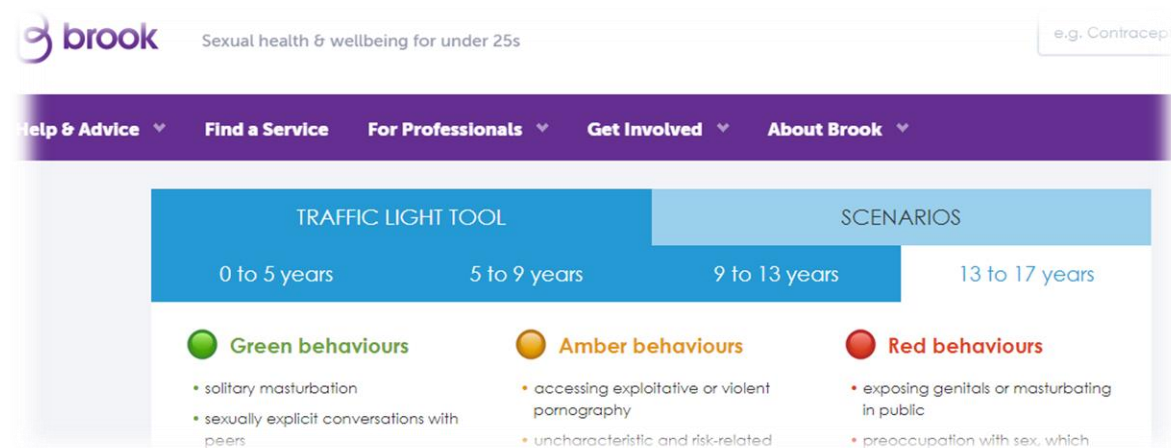 brook
Sexual health & wellbeing for under 25s
e.g. Contracep
Help & Advice
Find a Service
For Professionals
Get Involved
About Brook
TRAFFIC LIGHT TOOL
SCENARIOS
0 to 5 years
5 to 9 years
9 to 13 years
13 to 17 years
Green behaviours
• solitary masturbation
• sexually explicit conversations with
peers
Amber behaviours
• accessing exploitative or violent
pornography
• uncharacteristic and risk-related
Red behaviours
• exposing genitals or masturbating
in public
• preoccupation with sex, which